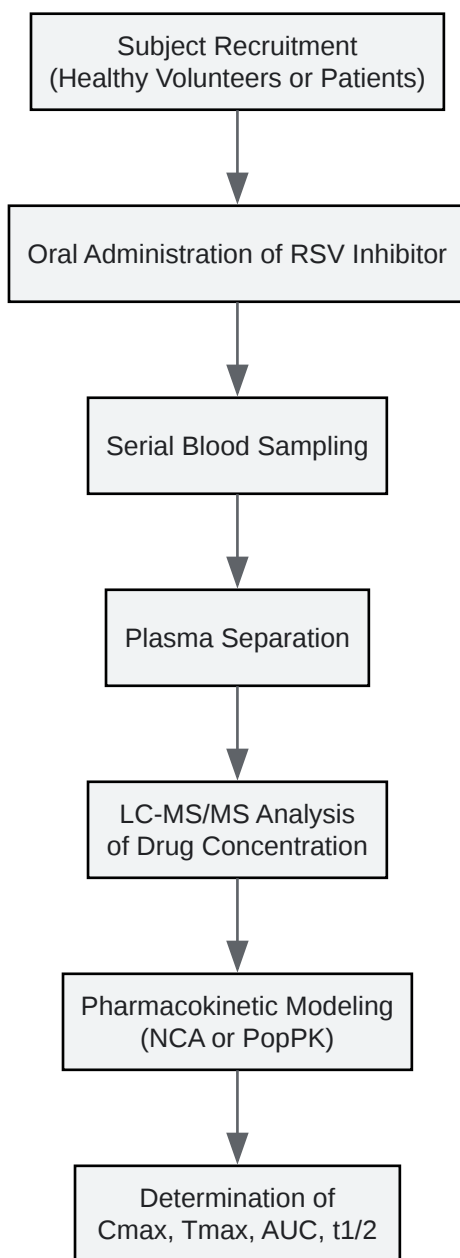 Subject Recruitment
(Healthy Volunteers or Patients)
Oral Administration of RSV Inhibitor
Serial Blood Sampling
Plasma Separation
LC-MS/MS Analysis
of Drug Concentration
Pharmacokinetic Modeling
(NCA or PopPK)
Determination of
Cmax, Tmax, AUC, t1/2